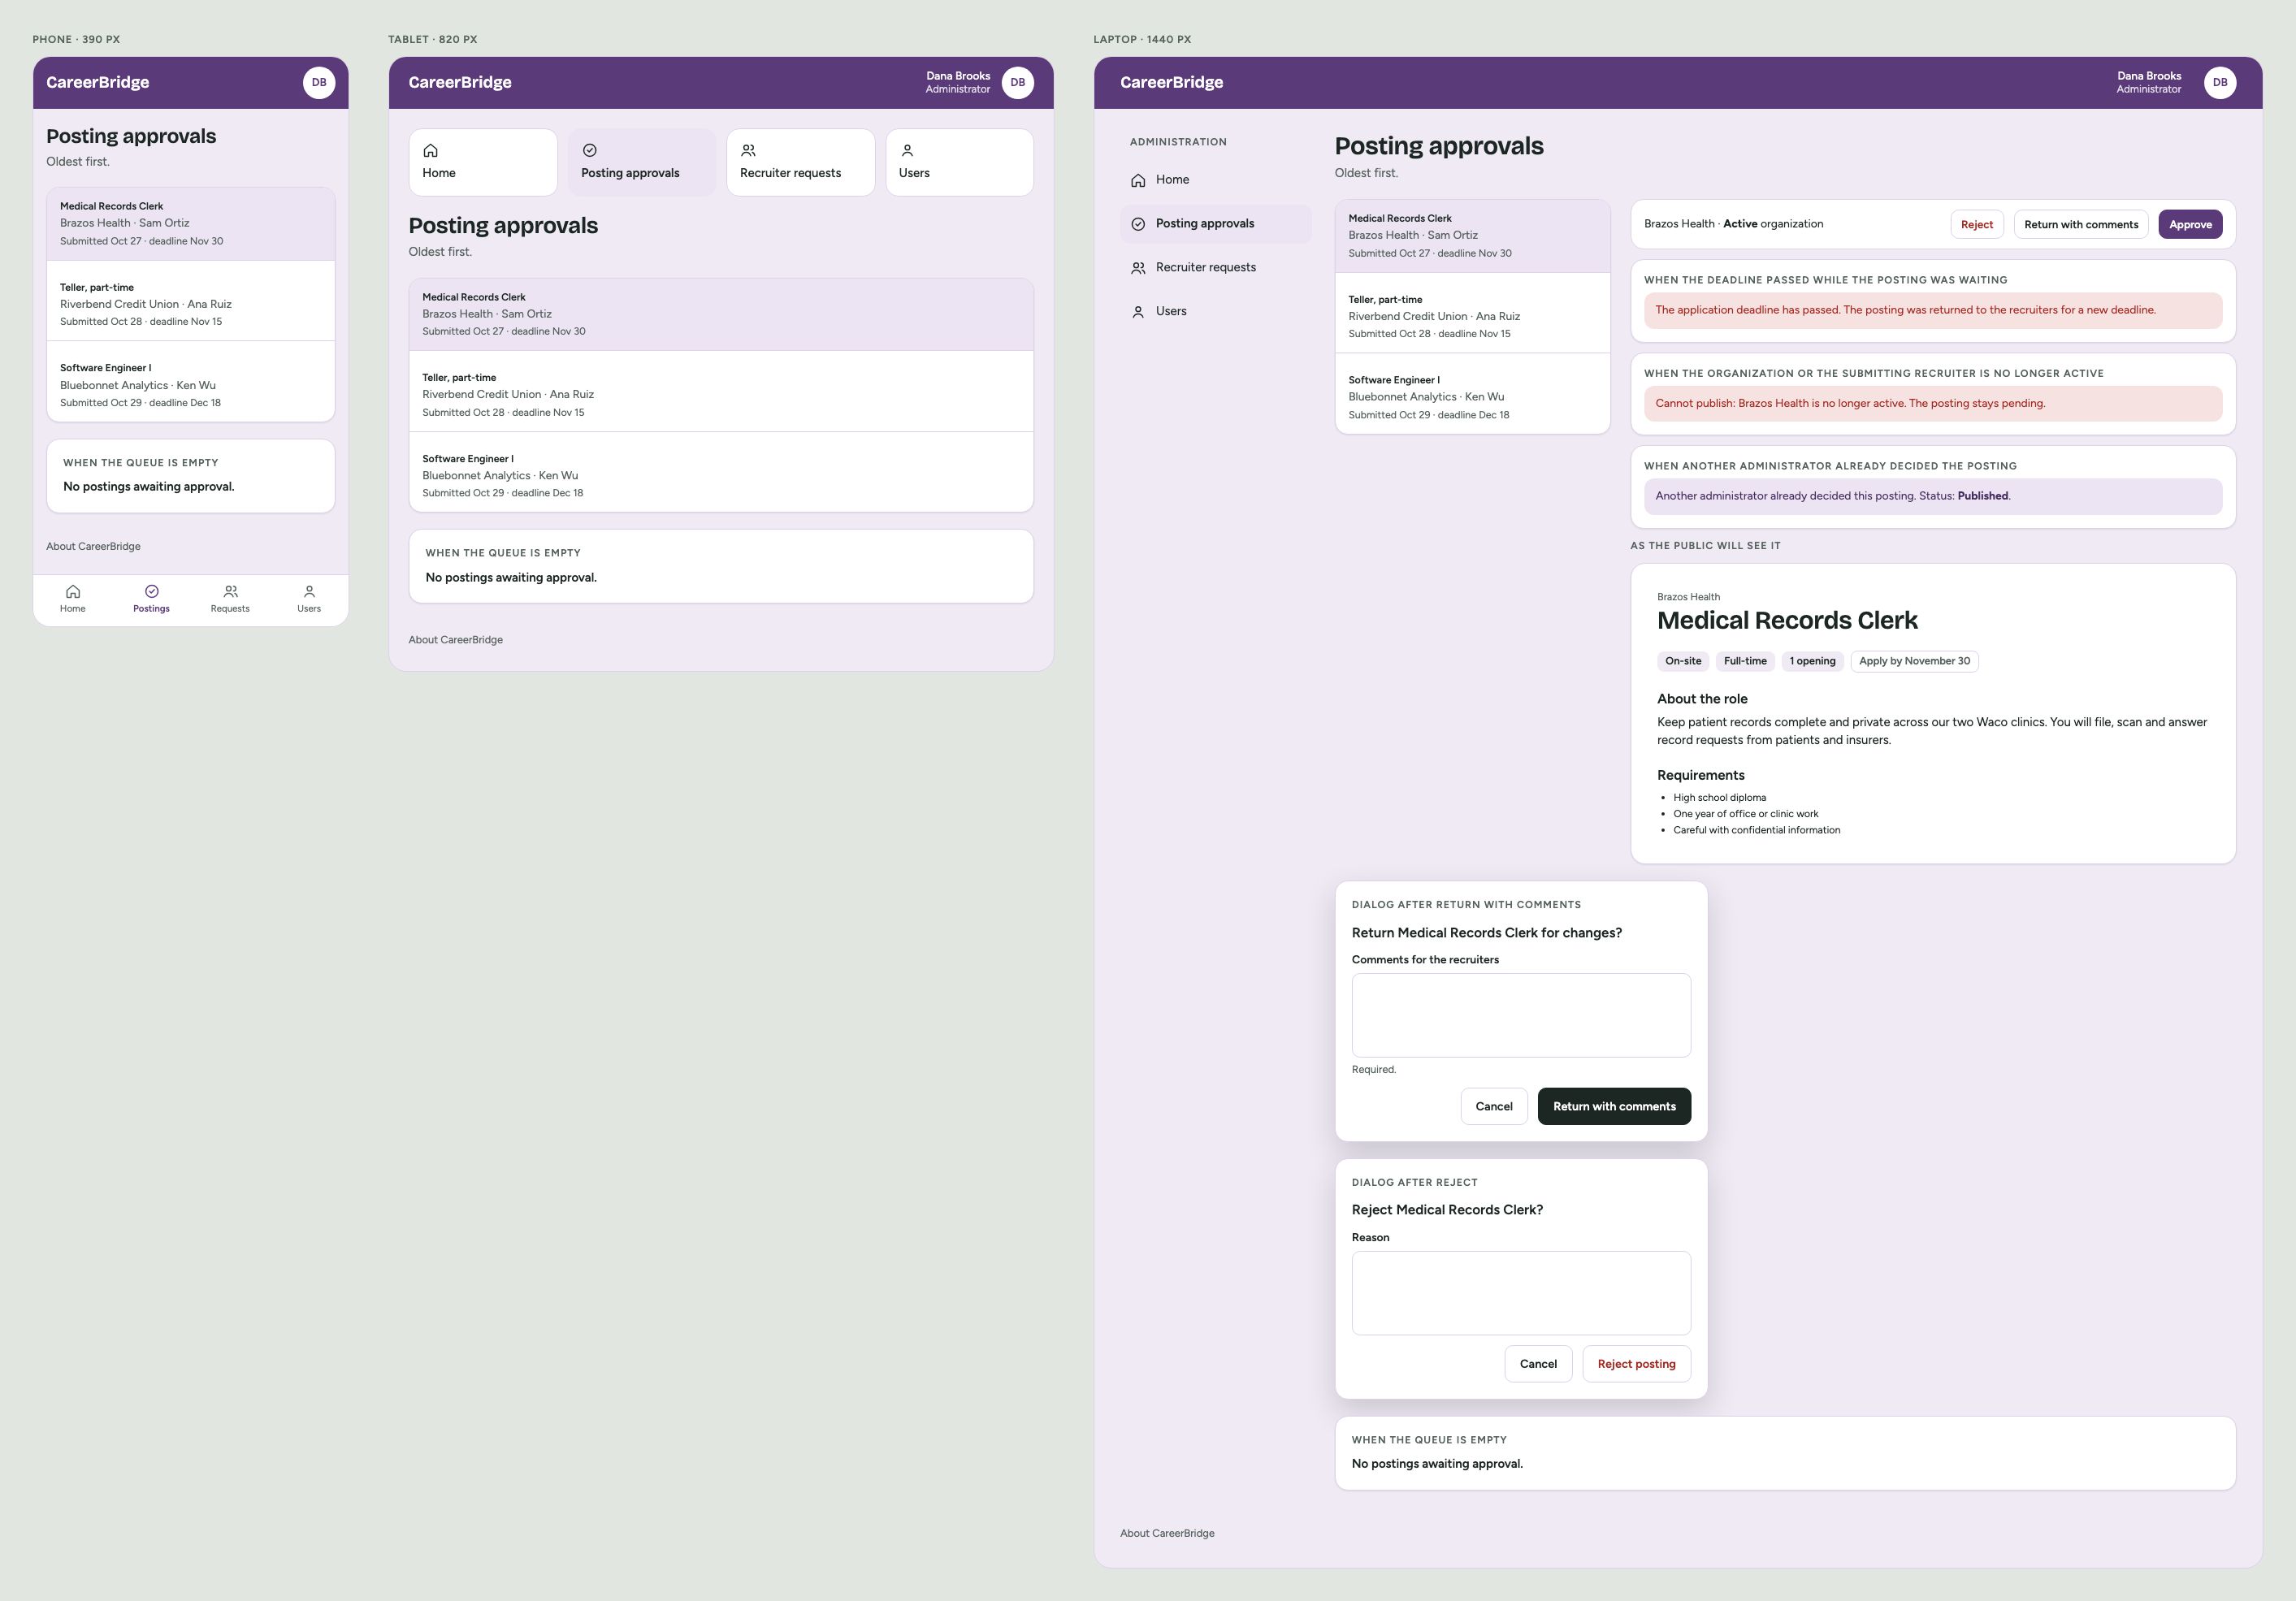 PHONE · 390 PX
CareerBridge
DB
Posting approvals
Oldest first.
Medical Records Clerk
Brazos Health · Sam Ortiz
Submitted Oct 27 · deadline Nov 30
Teller, part-time
Riverbend Credit Union · Ana Ruiz
Submitted Oct 28 · deadline Nov 15
Software Engineer I
Bluebonnet Analytics · Ken Wu
Submitted Oct 29 · deadline Dec 18
WHEN THE QUEUE IS EMPTY
No postings awaiting approval.
About CareerBridge
Home
Postings
Requests
Users
TABLET · 820 PX
CareerBridge
Dana Brooks
Administrator
DB
Home
Posting approvals
Recruiter requests
Users
Posting approvals
Oldest first.
Medical Records Clerk
Brazos Health · Sam Ortiz
Submitted Oct 27 · deadline Nov 30
Teller, part-time
Riverbend Credit Union · Ana Ruiz
Submitted Oct 28 · deadline Nov 15
Software Engineer I
Bluebonnet Analytics · Ken Wu
Submitted Oct 29 · deadline Dec 18
WHEN THE QUEUE IS EMPTY
No postings awaiting approval.
About CareerBridge
LAPTOP · 1440 PX
CareerBridge
Dana Brooks
Administrator
DB
ADMINISTRATION
Home
Posting approvals
Recruiter requests
Users
Posting approvals
Oldest first.
Medical Records Clerk
Brazos Health · Sam Ortiz
Submitted Oct 27 · deadline Nov 30
Teller, part-time
Riverbend Credit Union · Ana Ruiz
Submitted Oct 28 · deadline Nov 15
Software Engineer I
Bluebonnet Analytics · Ken Wu
Submitted Oct 29 · deadline Dec 18
Brazos Health · Active organization
Reject
Return with comments
Approve
WHEN THE DEADLINE PASSED WHILE THE POSTING WAS WAITING
The application deadline has passed. The posting was returned to the recruiters for a new deadline.
WHEN THE ORGANIZATION OR THE SUBMITTING RECRUITER IS NO LONGER ACTIVE
Cannot publish: Brazos Health is no longer active. The posting stays pending.
WHEN ANOTHER ADMINISTRATOR ALREADY DECIDED THE POSTING
Another administrator already decided this posting. Status: Published.
AS THE PUBLIC WILL SEE IT
Brazos Health
Medical Records Clerk
On-site
Full-time
1 opening
Apply by November 30
About the role
Keep patient records complete and private across our two Waco clinics. You will file, scan and answer
record requests from patients and insurers.
Requirements
• High school diploma
• One year of office or clinic work
• Careful with confidential information
DIALOG AFTER RETURN WITH COMMENTS
Return Medical Records Clerk for changes?
Comments for the recruiters
Required.
Cancel
Return with comments
DIALOG AFTER REJECT
Reject Medical Records Clerk?
Reason
Cancel
Reject posting
WHEN THE QUEUE IS EMPTY
No postings awaiting approval.
About CareerBridge